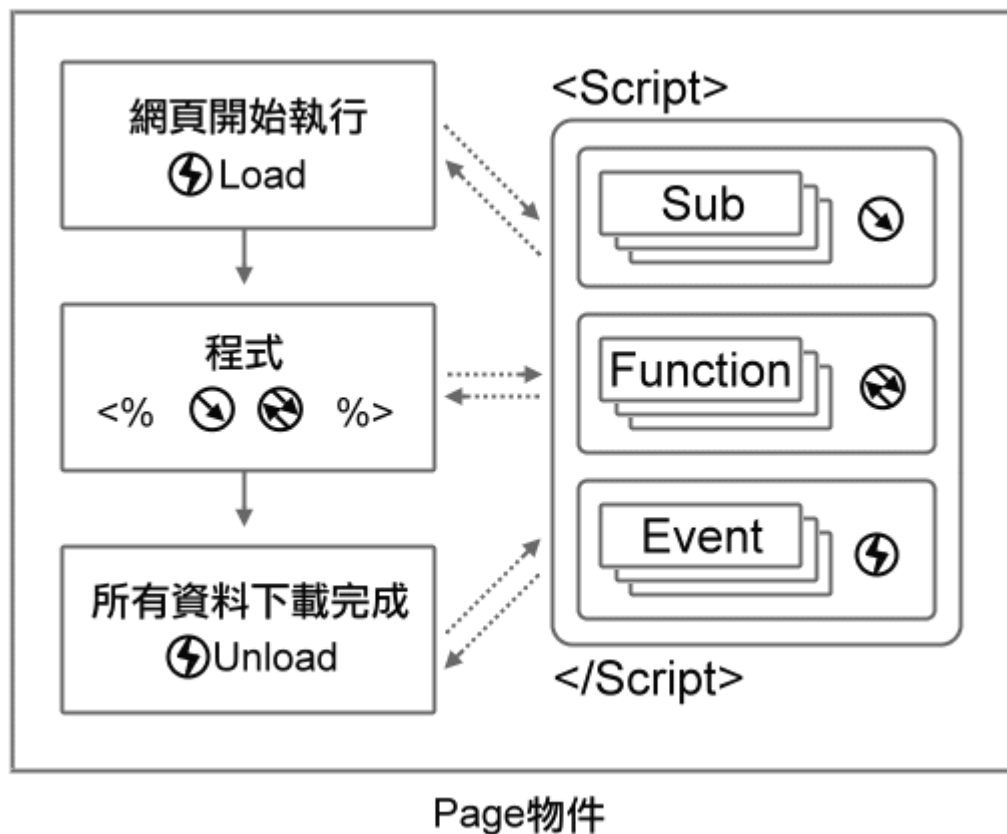 網頁開始執行
Load
程式
<% %>
所有資料下載完成
Unload
<Script>
Sub
Function
Event
</Script>
Page物件